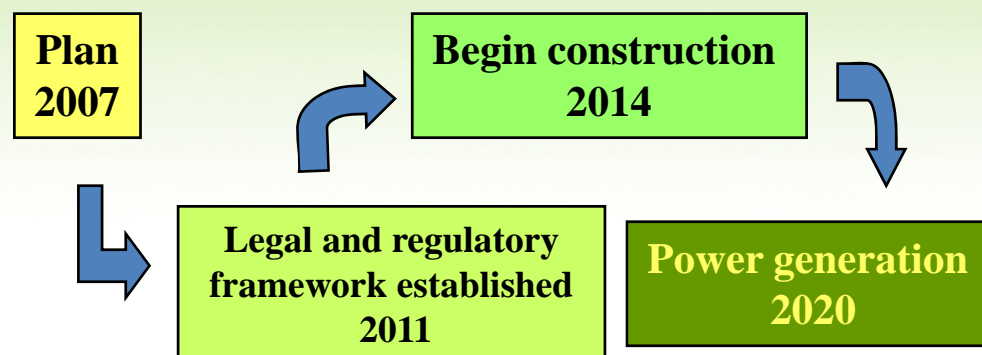 Plan
2007
Legal and regulatory
framework established
2011
Begin construction
2014
Power generation
2020